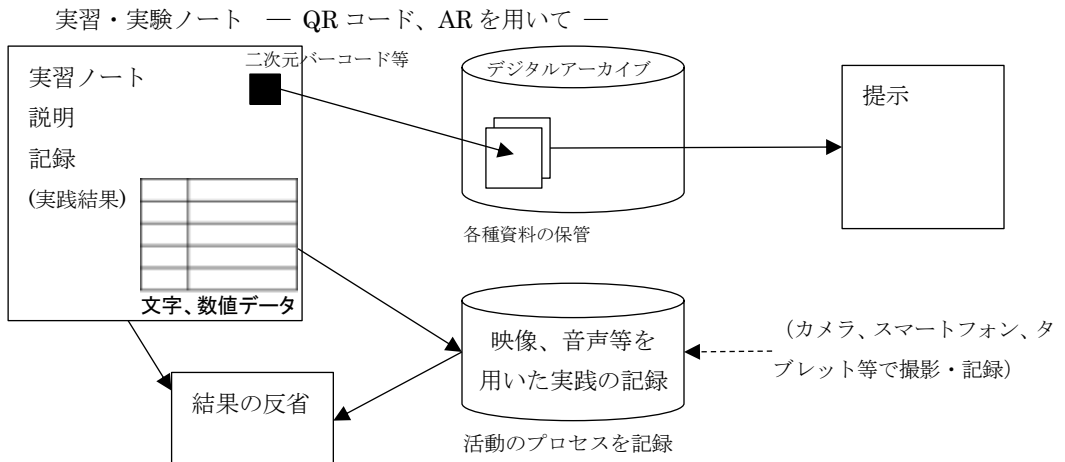 実習・実験ノート ― QR コード、AR を用いて ―
二次元バーコード等
実習ノート
説明
記録
(実践結果)
文字、数値データ
デジタルアーカイブ
各種資料の保管
提示
映像、音声等を
用いた実践の記録
活動のプロセスを記録
（カメラ、スマートフォン、タ
ブレット等で撮影・記録）
結果の反省